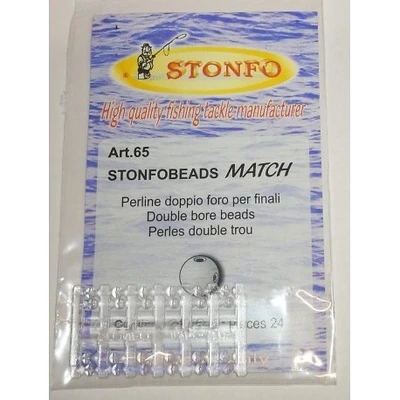 STONFO
High quality fishing tackle manufacturer
Art.65
STONFOBEADS MATCH
Perline doppio foro per finali
Double bore beads
Perles double trou
24